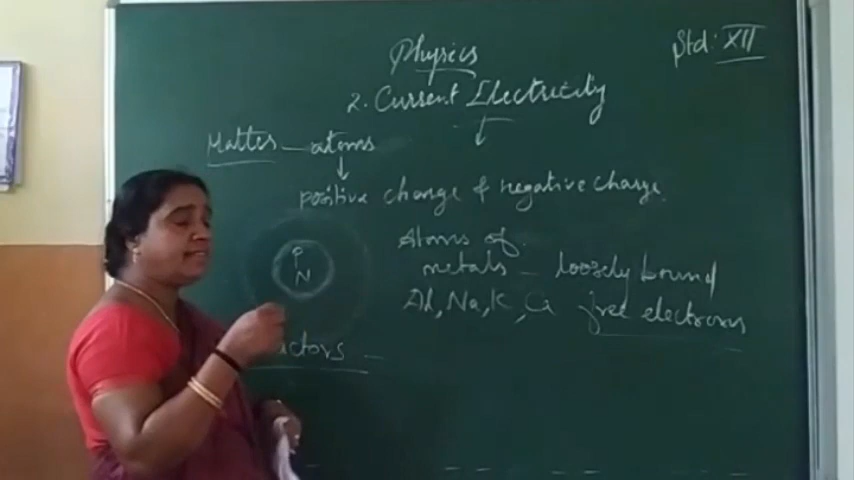 Physics
Std: XII
2. Current Electricity
Matter — atoms
positive charge & negative charge
Atoms of
metals - loosely bound
Al, Na, K, free electrons
P
N